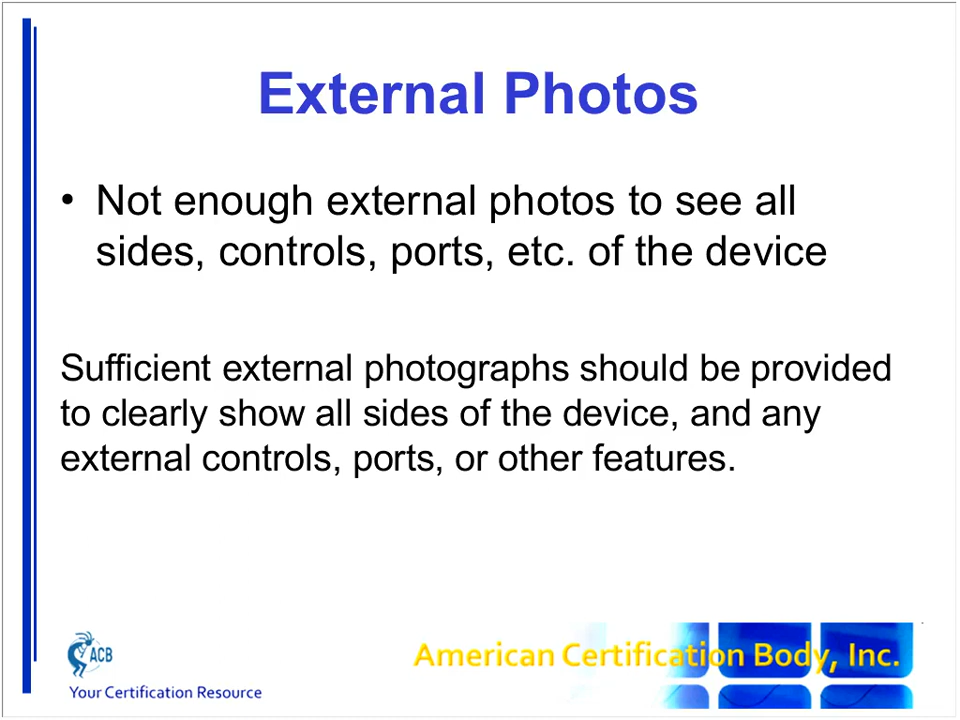 External Photos
• Not enough external photos to see all
sides, controls, ports, etc. of the device
Sufficient external photographs should be provided
to clearly show all sides of the device, and any
external controls, ports, or other features.
ACB
American Certification Body, Inc.
Your Certification Resource